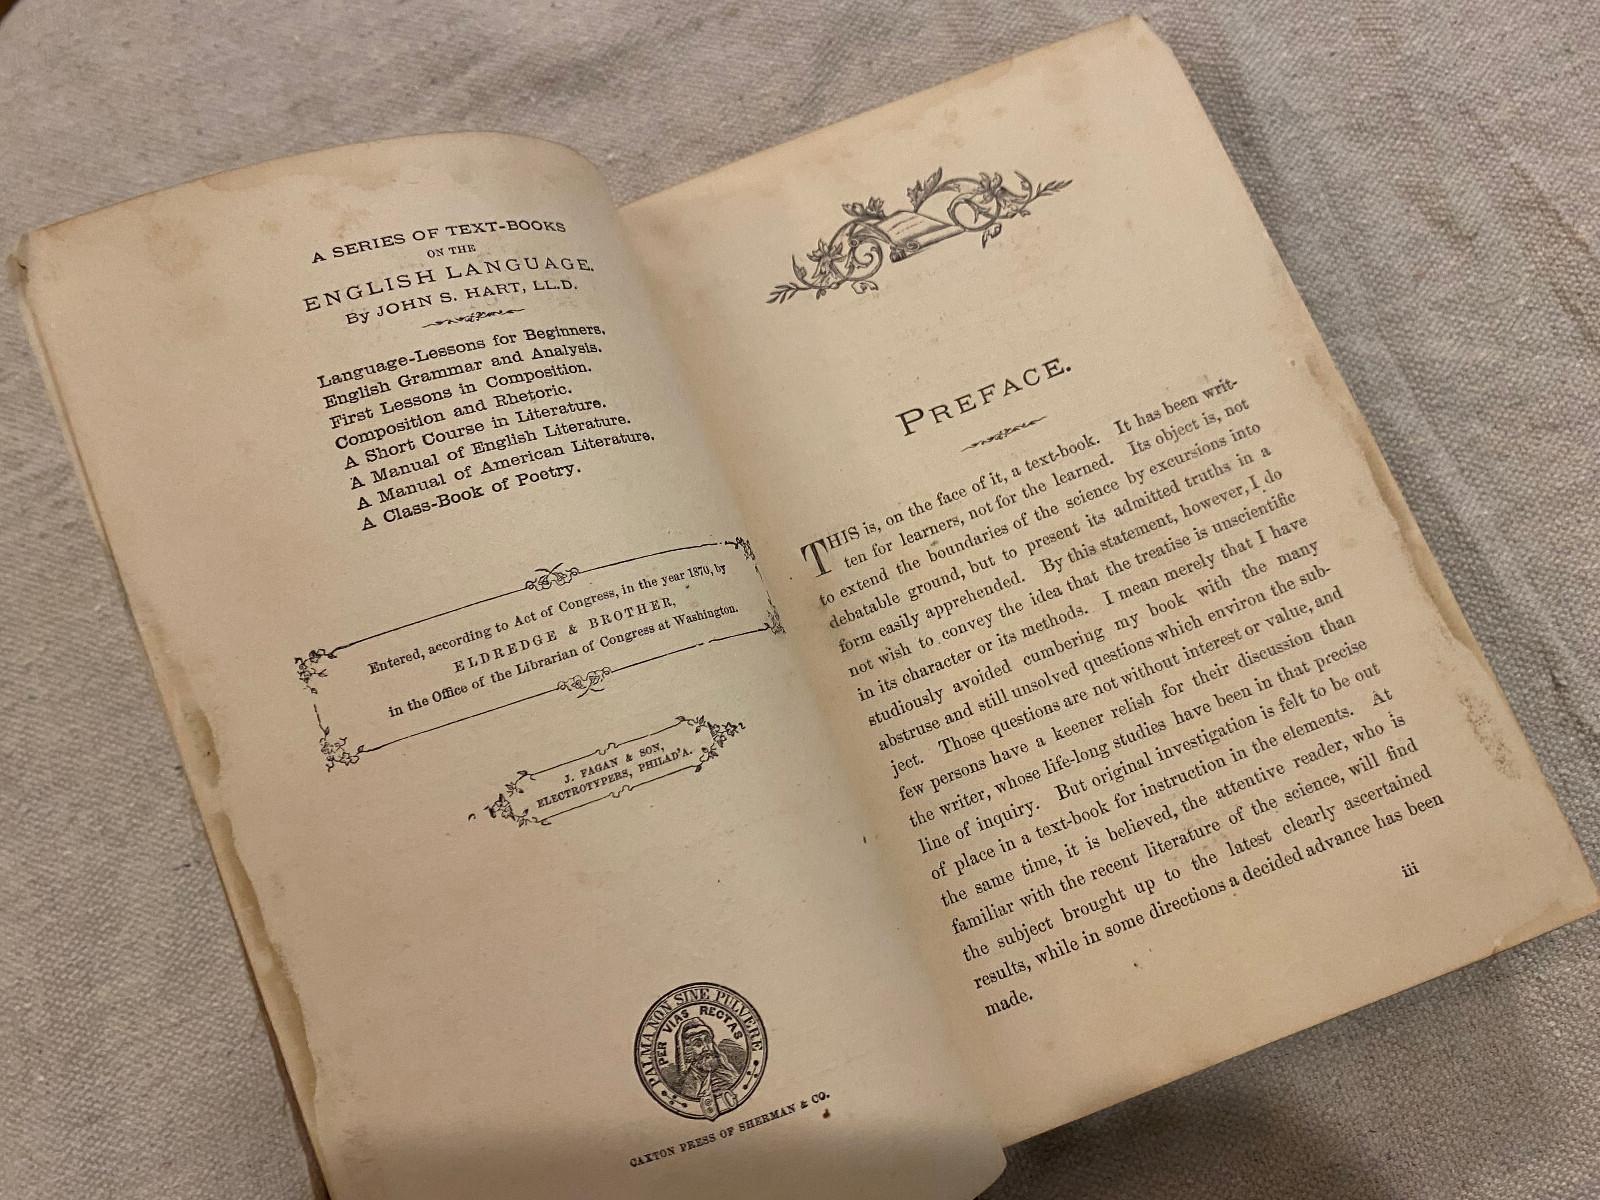 A SERIES OF TEXT-BOOKS
ON THE
ENGLISH LANGUAGE.
By JOHN S. HART, LL.D.
Language-Lessons for Beginners.
English Grammar and Analysis.
First Lessons in Composition.
Composition and Rhetoric.
A Short Course in Literature.
A Manual of English Literature.
A Manual of American Literature.
A Class-Book of Poetry.
Entered, according to Act of Congress, in the year 1870, by
ELDREDGE & BROTHER,
in the Office of the Librarian of Congress at Washington.
J. FAGAN & SON,
ELECTROTYPERS, PHILAD'A.
PALMA NON SINE PULVERE
PER VIAS RECTAS
CAXTON PRESS OF SHERMAN & CO.
PREFACE.
THIS is, on the face of it, a text-book. It has been writ-
ten for learners, not for the learned. Its object is, not
to extend the boundaries of the science by excursions into
debatable ground, but to present its admitted truths in a
form easily apprehended. By this statement, however, I do
not wish to convey the idea that the treatise is unscientific
in its character or its methods. I mean merely that I have
studiously avoided cumbering my book with the many
abstruse and still unsolved questions which environ the sub-
ject. Those questions are not without interest or value, and
few persons have a keener relish for their discussion than
the writer, whose life-long studies have been in that precise
line of inquiry. But original investigation is felt to be out
of place in a text-book for instruction in the elements. At
the same time, it is believed, the attentive reader, who is
familiar with the recent literature of the science, will find
the subject brought up to the latest clearly ascertained
results, while in some directions a decided advance has been
made.
iii